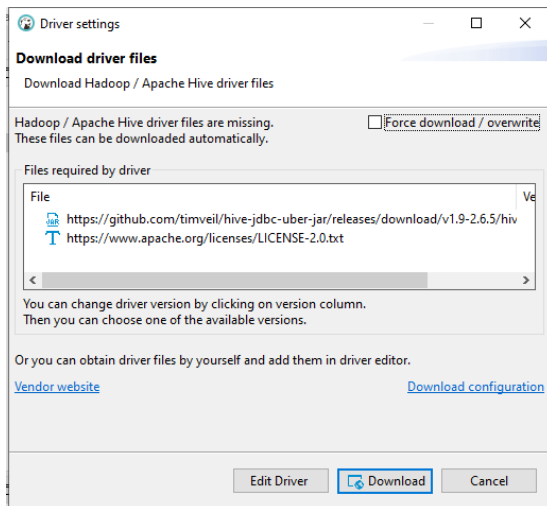 Driver settings
Download driver files
Download Hadoop / Apache Hive driver files
Hadoop / Apache Hive driver files are missing.
These files can be downloaded automatically.
Force download / overwrite
Files required by driver
File Ve
JAR https://github.com/timveil/hive-jdbc-uber-jar/releases/download/v1.9-2.6.5/hiv
T https://www.apache.org/licenses/LICENSE-2.0.txt
You can change driver version by clicking on version column.
Then you can choose one of the available versions.
Or you can obtain driver files by yourself and add them in driver editor.
Vendor website Download configuration
Edit Driver Download Cancel